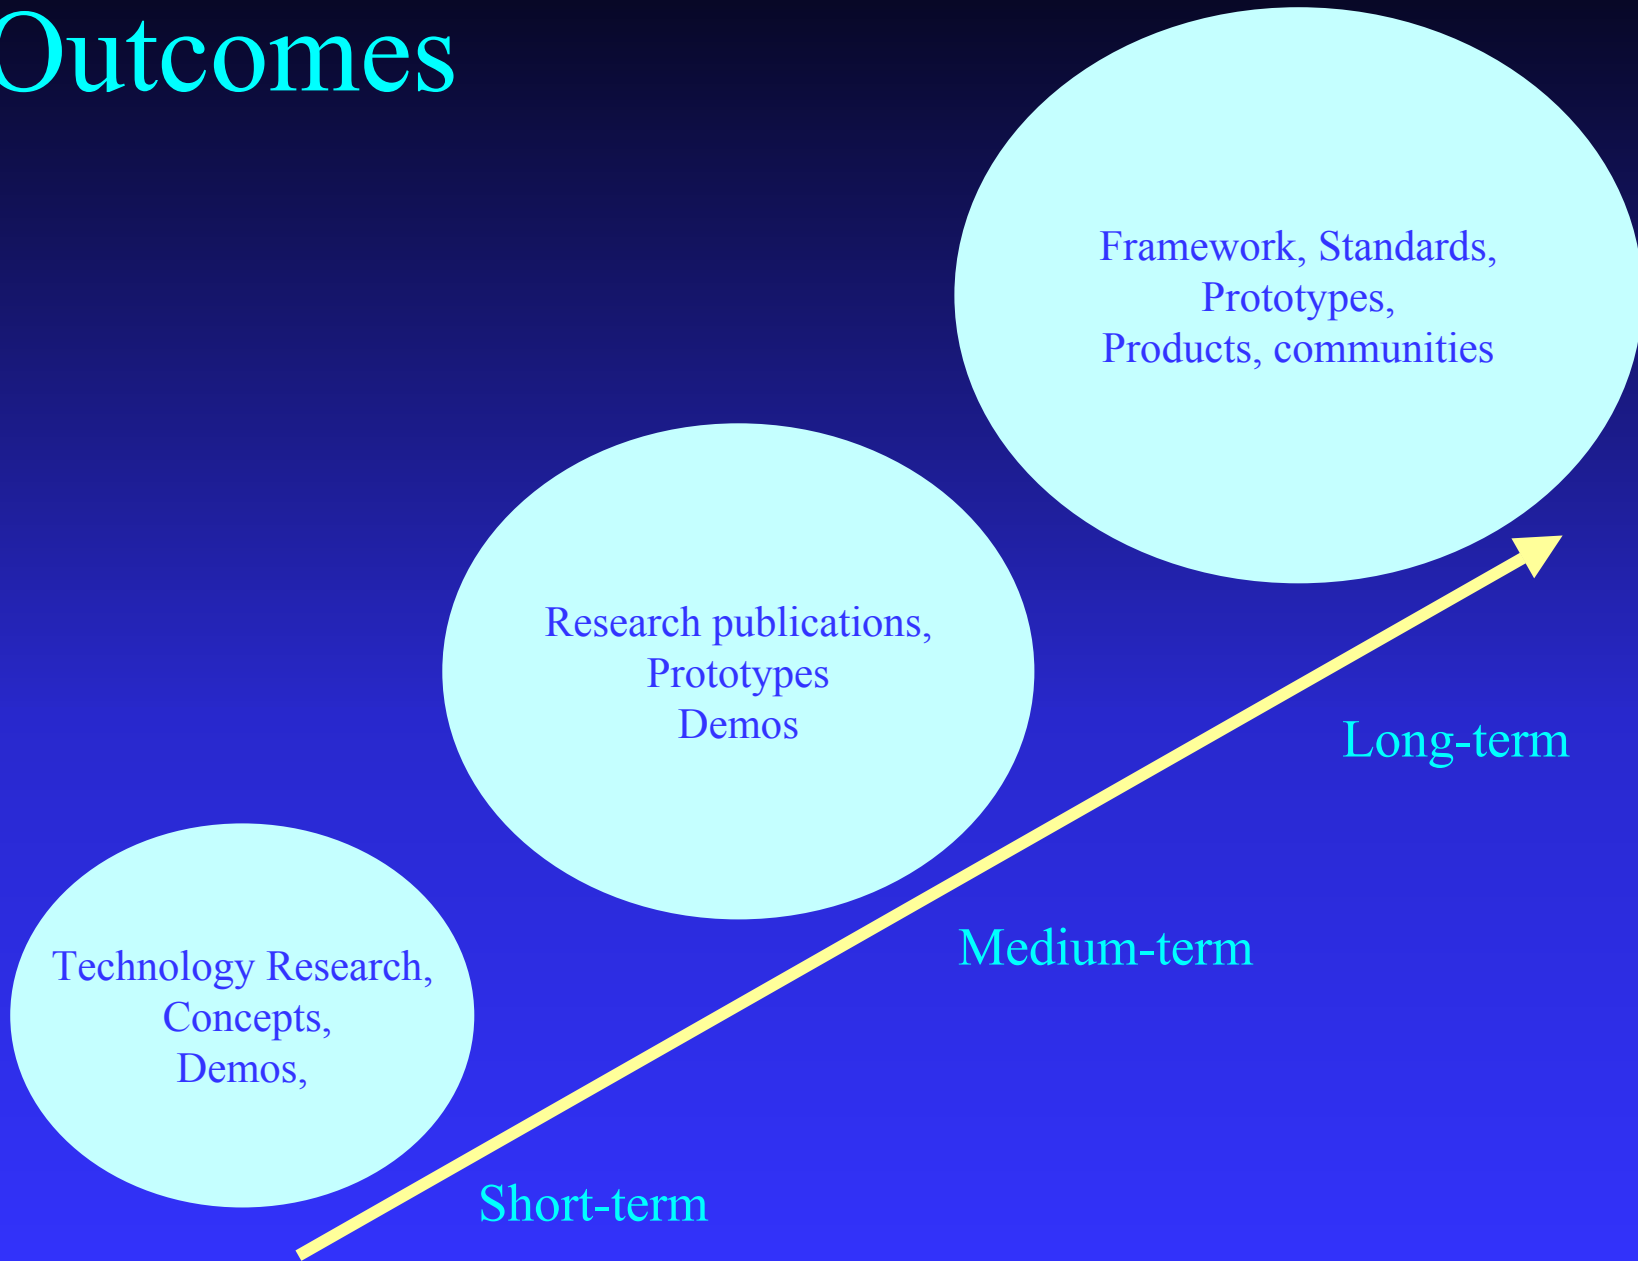 Outcomes
Framework, Standards,
Prototypes,
Products, communities
Research publications,
Prototypes
Demos
Long-term
Medium-term
Technology Research,
Concepts,
Demos,
Short-term